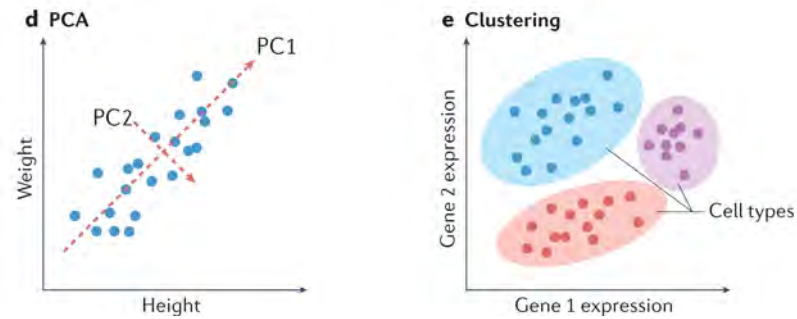 d PCA
PC1
PC2
Weight
Height
e Clustering
Gene 2 expression
Cell types
Gene 1 expression